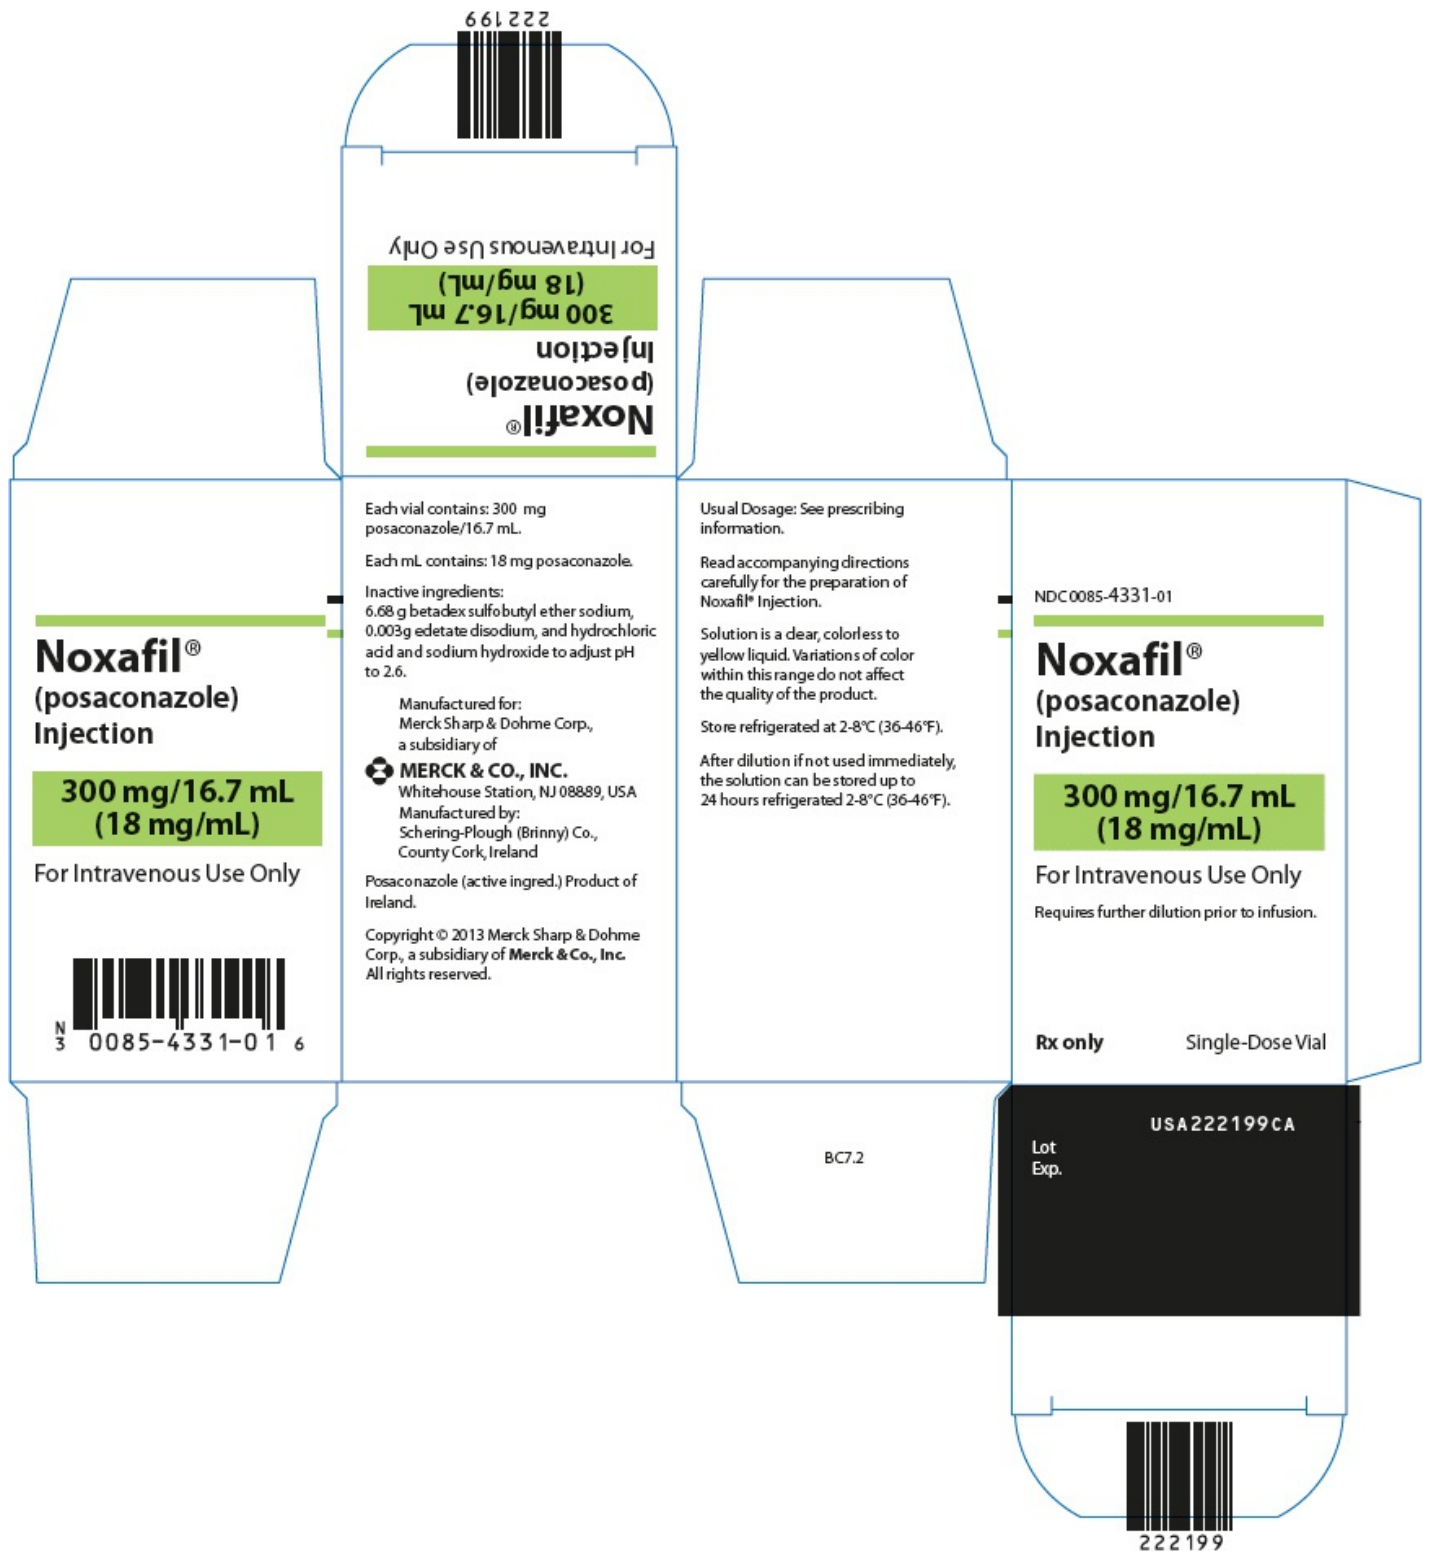 222199
For Intravenous Use Only
300 mg/16.7 mL
(18 mg/mL)
Noxafil®
(posaconazole)
Injection
Noxafil®
(posaconazole)
Injection
300 mg/16.7 mL
(18 mg/mL)
For Intravenous Use Only
N
3 0085-4331-01 6
Each vial contains: 300 mg
posaconazole/16.7 mL.
Each mL contains: 18 mg posaconazole.
Inactive ingredients:
6.68 g betadex sulfobutyl ether sodium,
0.003g edetate disodium, and hydrochloric
acid and sodium hydroxide to adjust pH
to 2.6.
Manufactured for:
Merck Sharp & Dohme Corp.,
a subsidiary of
MERCK & CO., INC.
Whitehouse Station, NJ 08889, USA
Manufactured by:
Schering-Plough (Brinny) Co.,
County Cork, Ireland
Posaconazole (active ingred.) Product of
Ireland.
Copyright © 2013 Merck Sharp & Dohme
Corp., a subsidiary of Merck & Co., Inc.
All rights reserved.
Usual Dosage: See prescribing
information.
Read accompanying directions
carefully for the preparation of
Noxafil® Injection.
Solution is a clear, colorless to
yellow liquid. Variations of color
within this range do not affect
the quality of the product.
Store refrigerated at 2-8°C (36-46°F).
After dilution if not used immediately,
the solution can be stored up to
24 hours refrigerated 2-8°C (36-46°F).
BC7.2
NDC 0085-4331-01
Noxafil®
(posaconazole)
Injection
300 mg/16.7 mL
(18 mg/mL)
For Intravenous Use Only
Requires further dilution prior to infusion.
Rx only Single-Dose Vial
USA222199CA
Lot
Exp.
222199